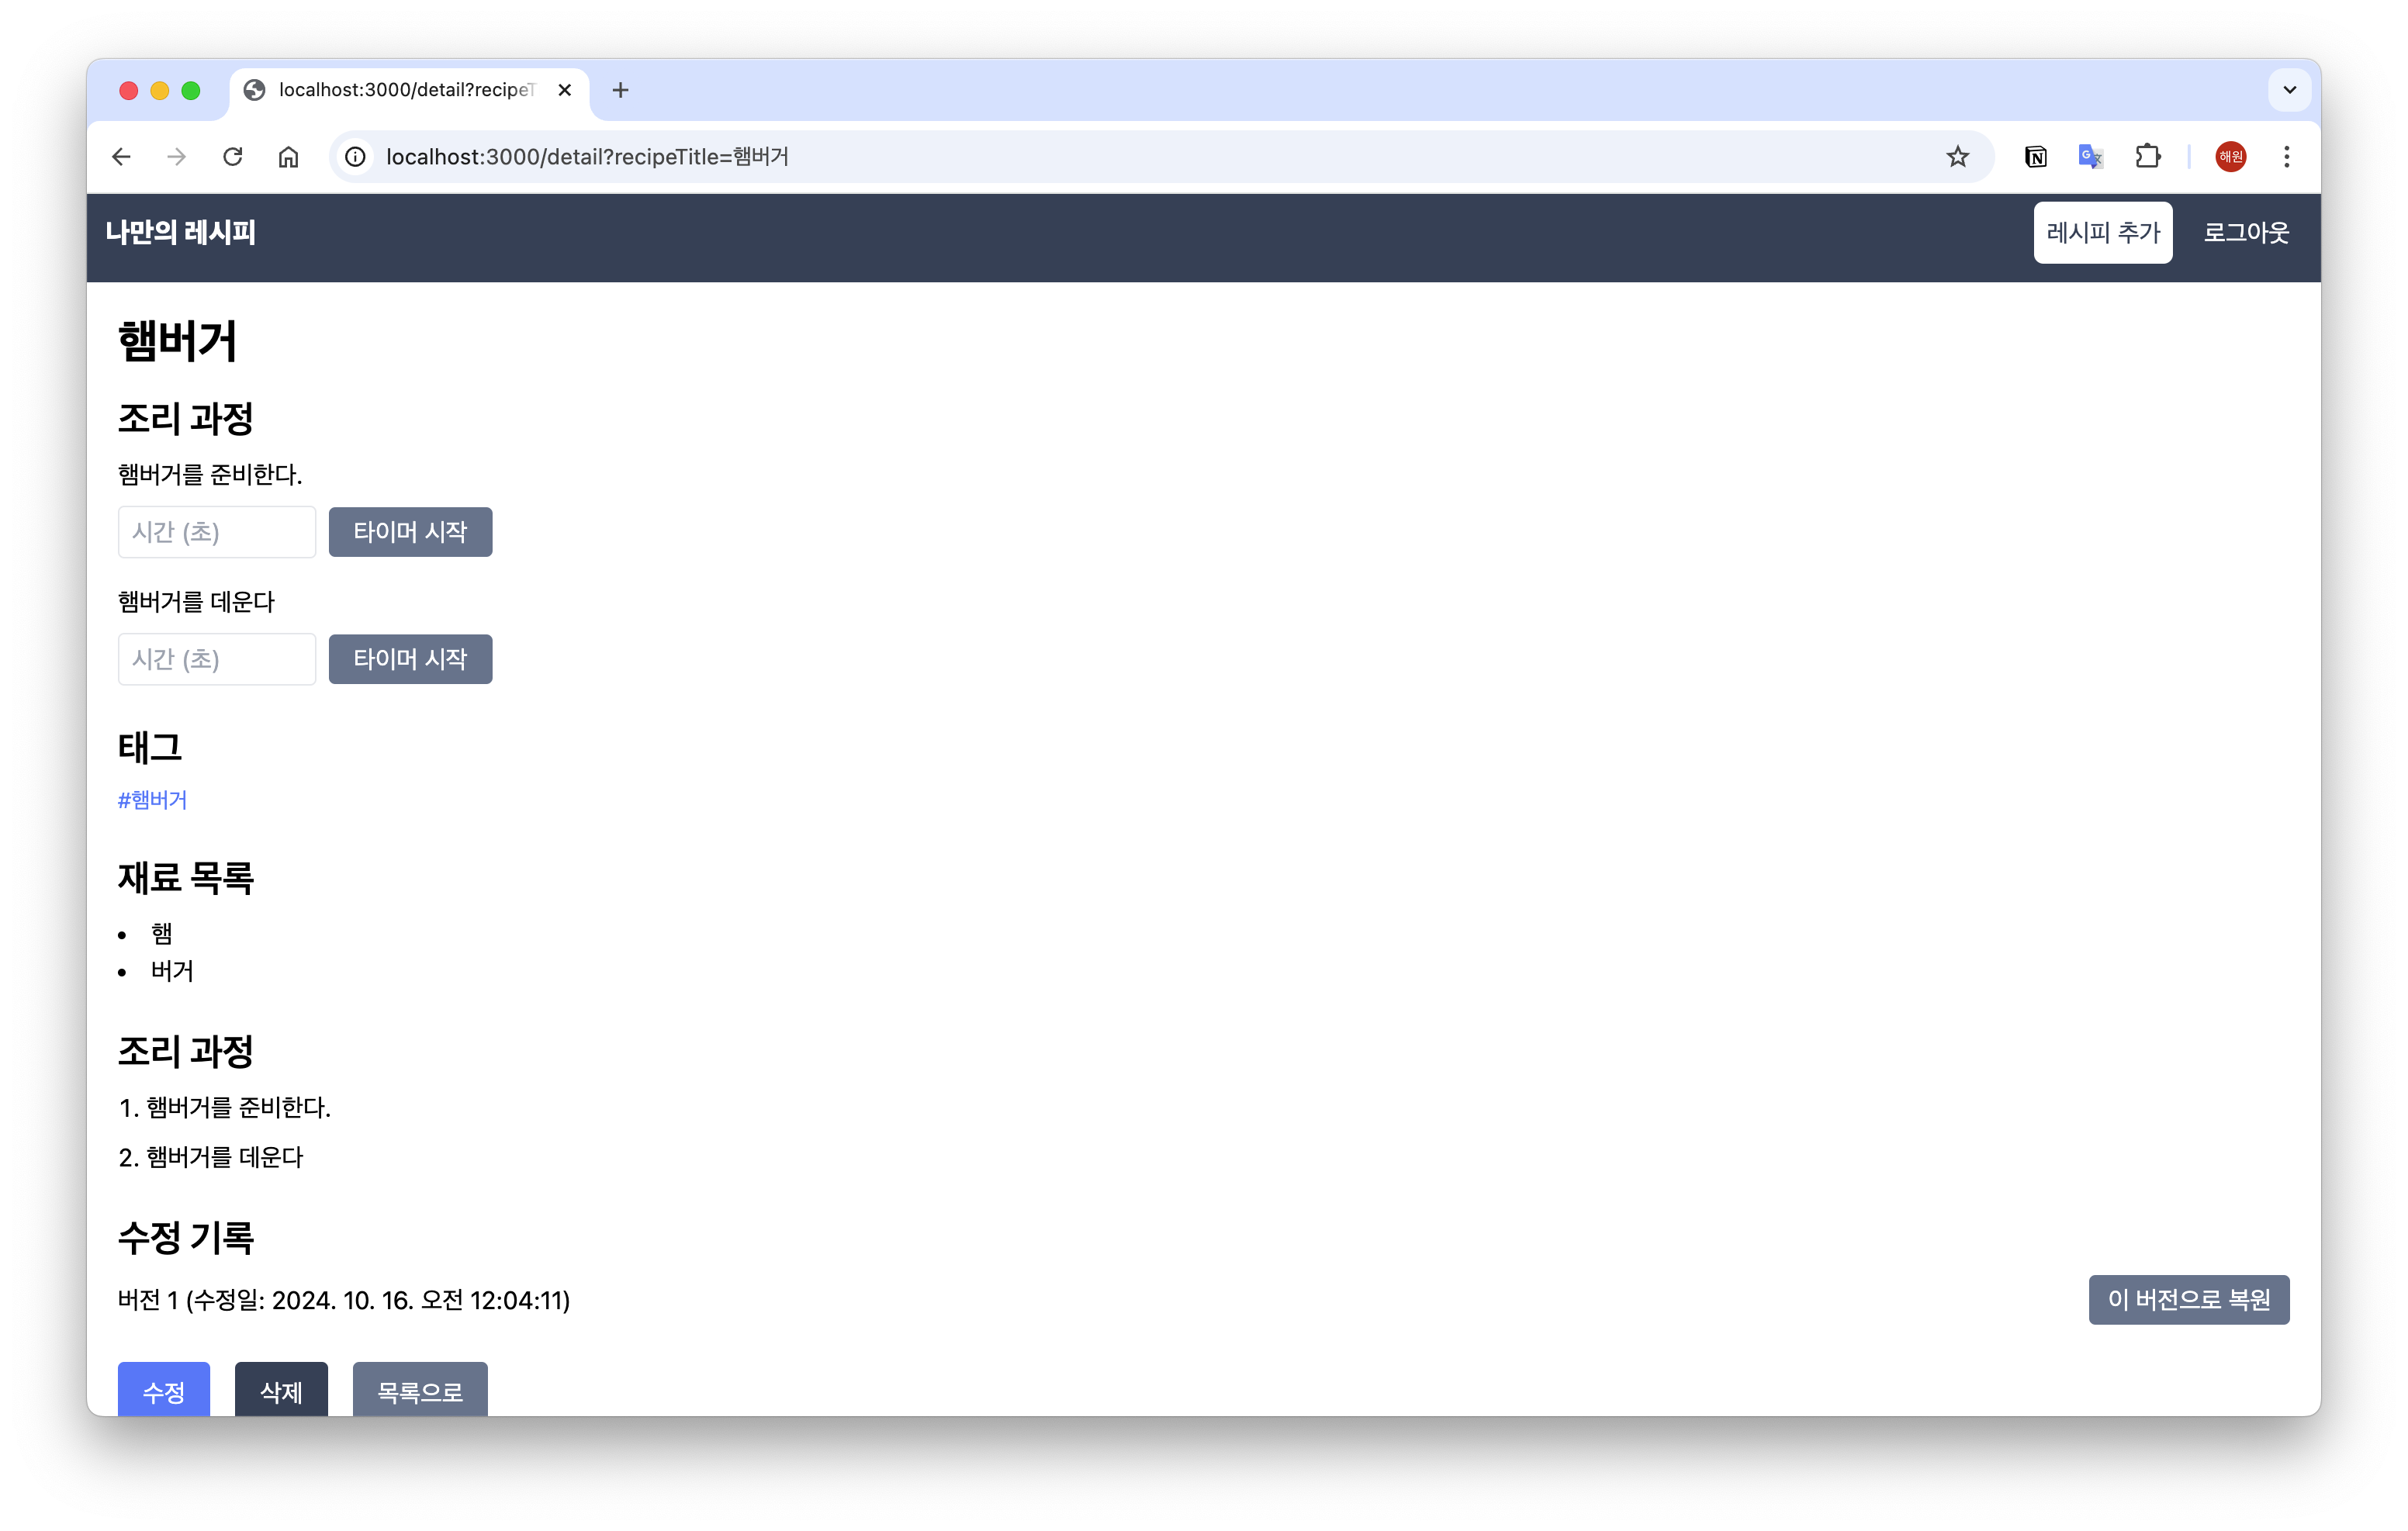 localhost:3000/detail?recipeT
localhost:3000/detail?recipeTitle=햄버거
해원
나만의 레시피
레시피 추가
로그아웃
햄버거
조리 과정
햄버거를 준비한다.
시간 (초)
타이머 시작
햄버거를 데운다
시간 (초)
타이머 시작
태그
#햄버거
재료 목록
• 햄
• 버거
조리 과정
1. 햄버거를 준비한다.
2. 햄버거를 데운다
수정 기록
버전 1 (수정일: 2024. 10. 16. 오전 12:04:11)
이 버전으로 복원
수정
삭제
목록으로